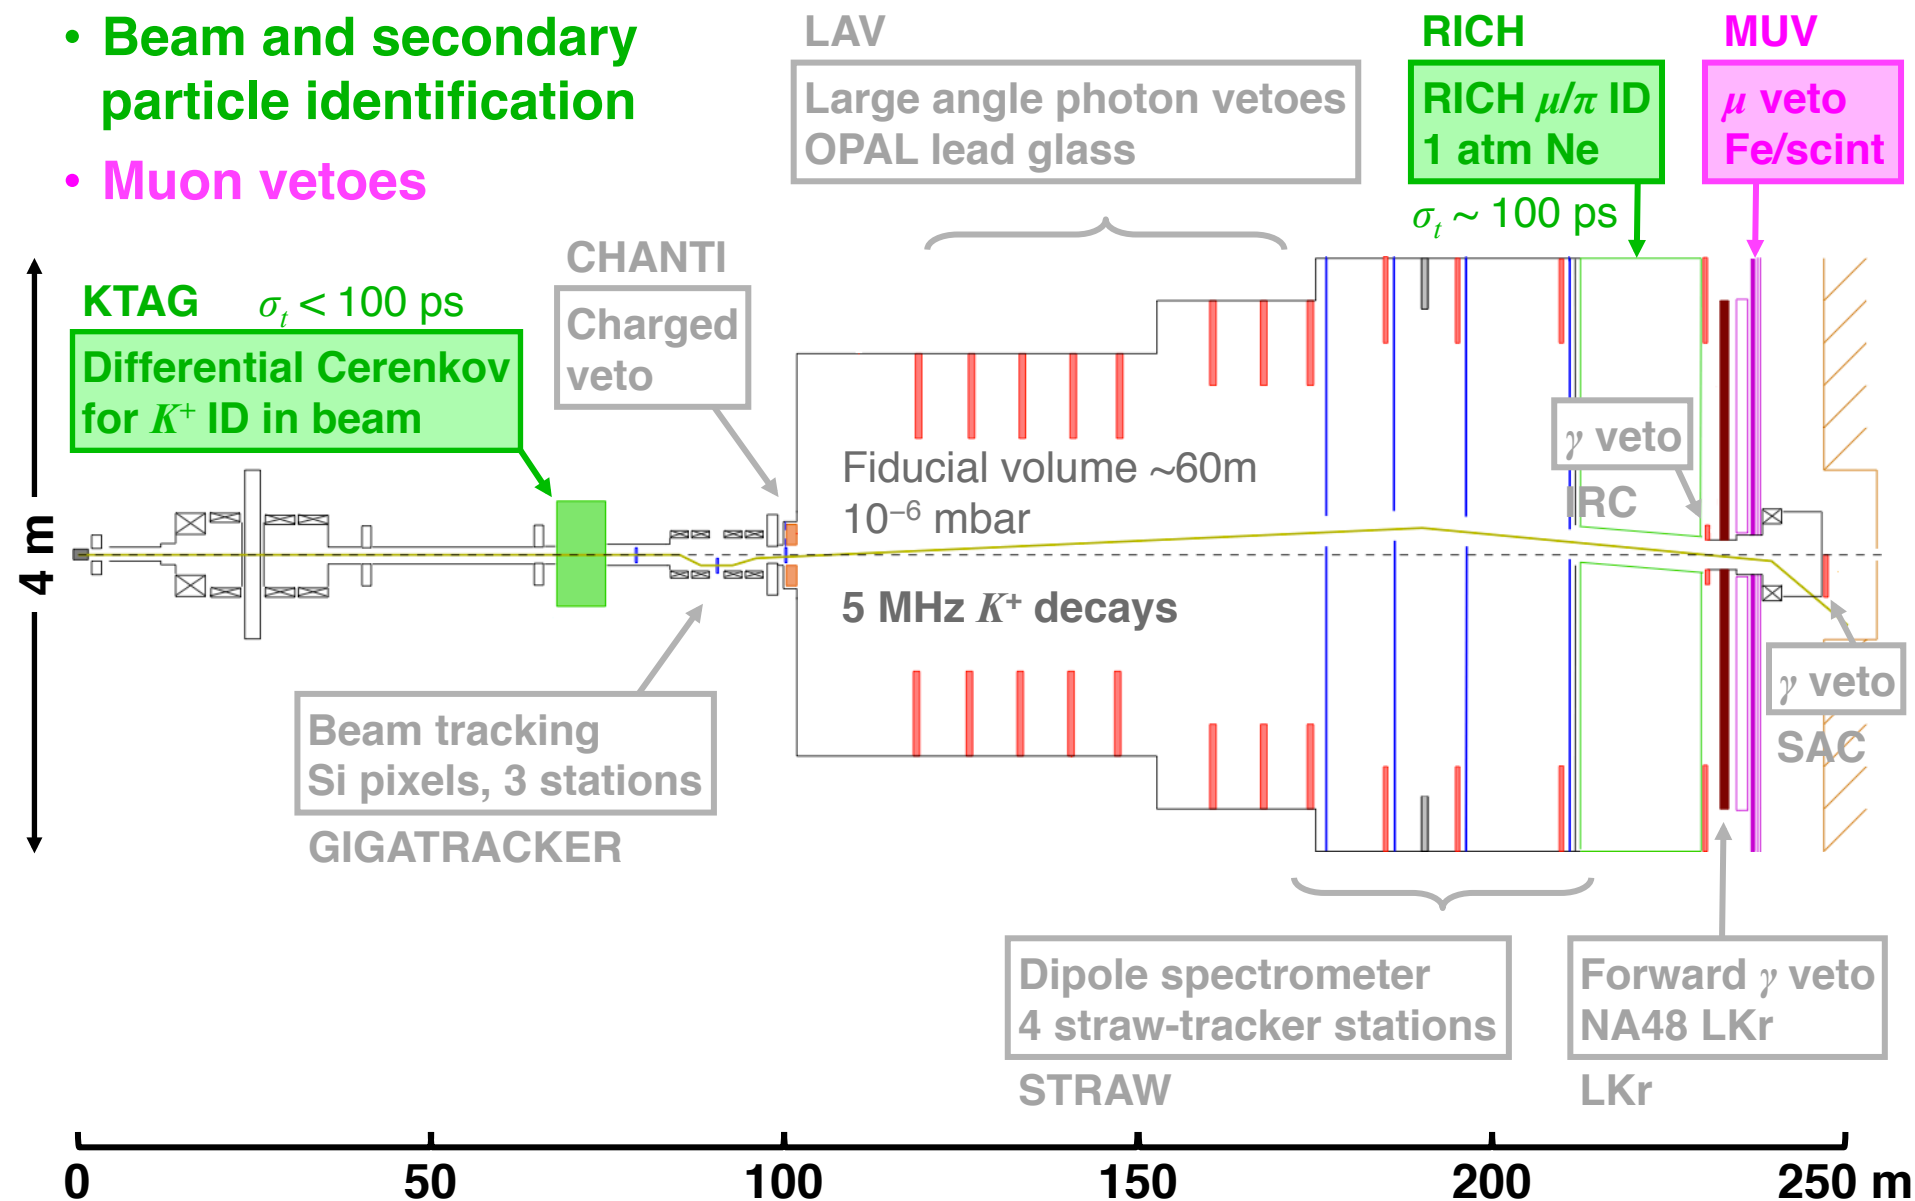 • Beam and secondary
particle identification
• Muon vetoes
LAV
Large angle photon vetoes
OPAL lead glass
RICH
RICH μ/π ID
1 atm Ne
σt ~ 100 ps
MUV
μ veto
Fe/scint
CHANTI
Charged
veto
KTAG σt < 100 ps
Differential Cerenkov
for K+ ID in beam
4 m
Fiducial volume ~60m
10–6 mbar
5 MHz K+ decays
γ veto
IRC
γ veto
SAC
Beam tracking
Si pixels, 3 stations
GIGATRACKER
Dipole spectrometer
4 straw-tracker stations
STRAW
Forward γ veto
NA48 LKr
LKr
0 50 100 150 200 250 m